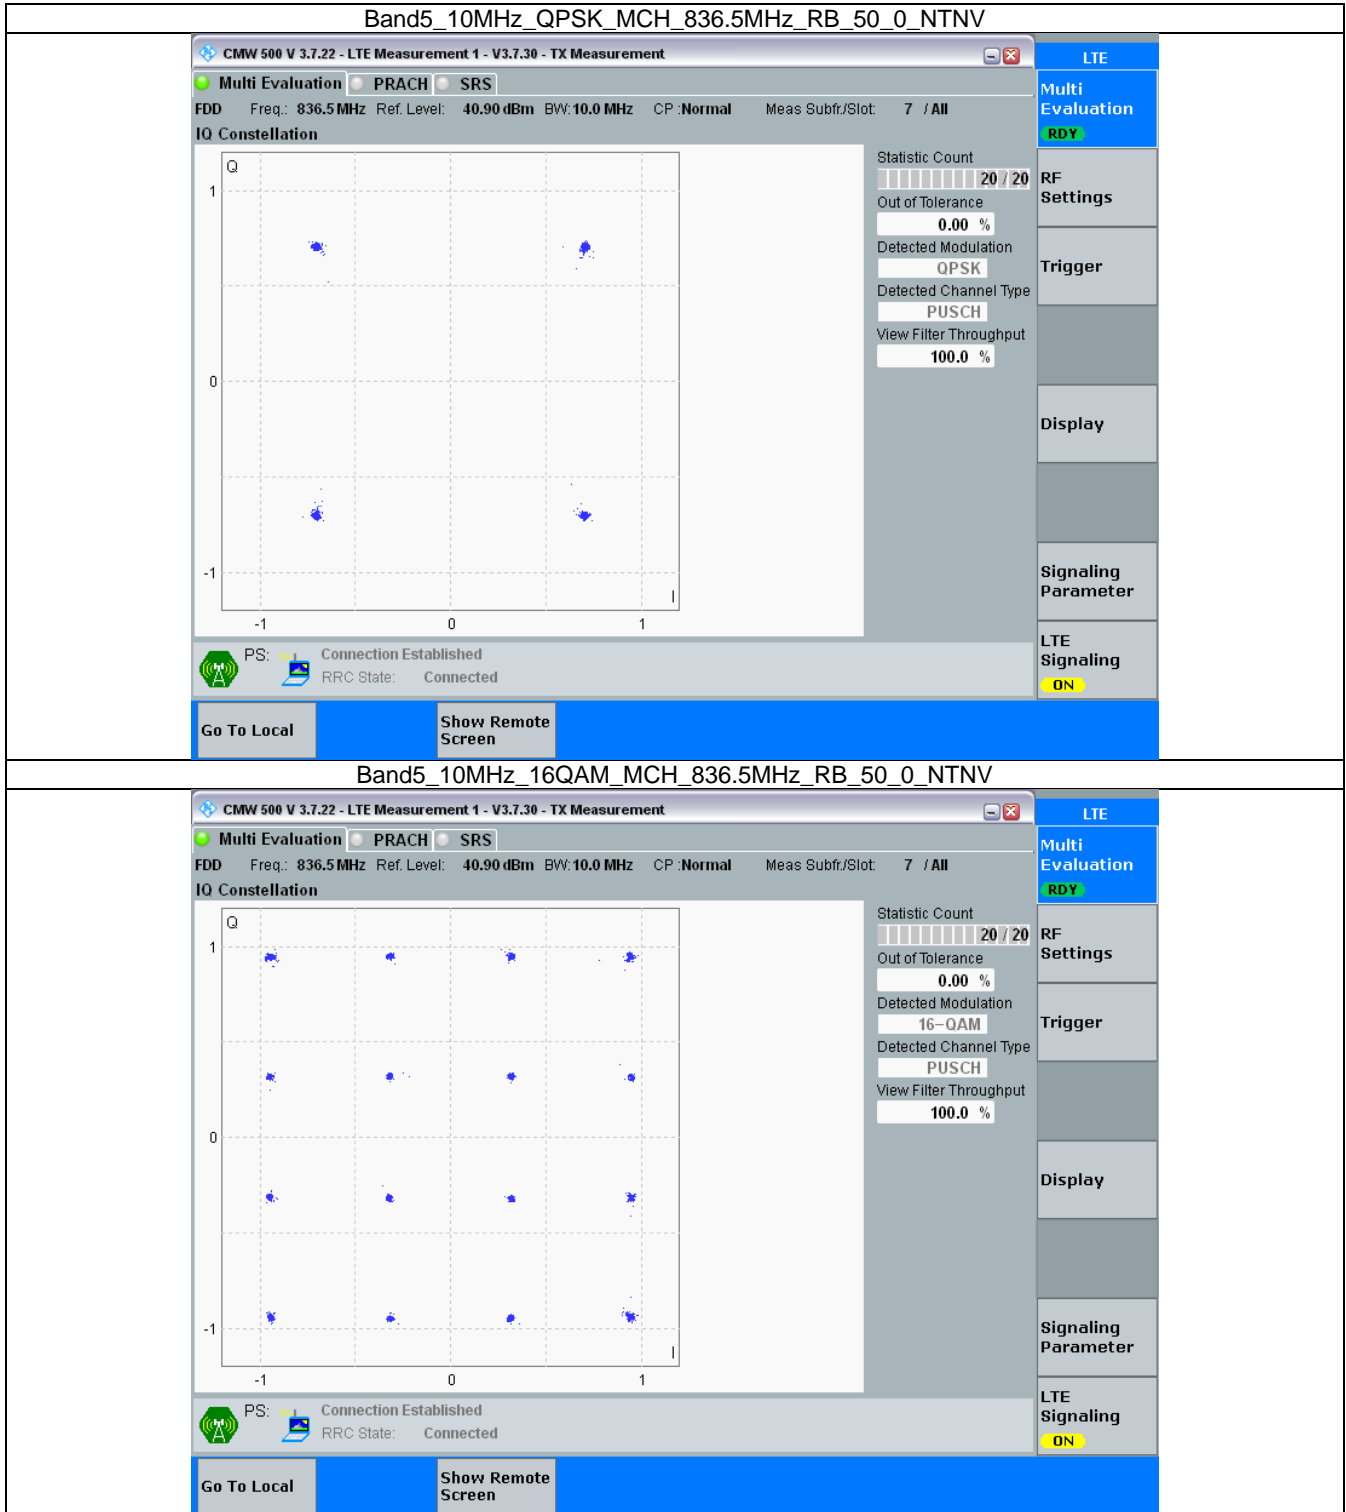 Band5_10MHz_QPSK_MCH_836.5MHz_RB_50_0_NTNV
CMW 500 V 3.7.22 - LTE Measurement 1 - V3.7.30 - TX Measurement
LTE
Multi Evaluation PRACH SRS
Multi
Evaluation
RDY
FDD Freq.: 836.5 MHz Ref. Level: 40.90 dBm BW: 10.0 MHz CP :Normal Meas Subfr./Slot: 7 / All
IQ Constellation
Q
1
0
-1
I
-1 0 1
Statistic Count
20 / 20
Out of Tolerance
0.00 %
Detected Modulation
QPSK
Detected Channel Type
PUSCH
View Filter Throughput
100.0 %
RF
Settings
Trigger
Display
Signaling
Parameter
LTE
Signaling
ON
PS: Connection Established
RRC State: Connected
Go To Local
Show Remote
Screen
Band5_10MHz_16QAM_MCH_836.5MHz_RB_50_0_NTNV
CMW 500 V 3.7.22 - LTE Measurement 1 - V3.7.30 - TX Measurement
LTE
Multi Evaluation PRACH SRS
Multi
Evaluation
RDY
FDD Freq.: 836.5 MHz Ref. Level: 40.90 dBm BW: 10.0 MHz CP :Normal Meas Subfr./Slot: 7 / All
IQ Constellation
Q
1
0
-1
I
-1 0 1
Statistic Count
20 / 20
Out of Tolerance
0.00 %
Detected Modulation
16-QAM
Detected Channel Type
PUSCH
View Filter Throughput
100.0 %
RF
Settings
Trigger
Display
Signaling
Parameter
LTE
Signaling
ON
PS: Connection Established
RRC State: Connected
Go To Local
Show Remote
Screen